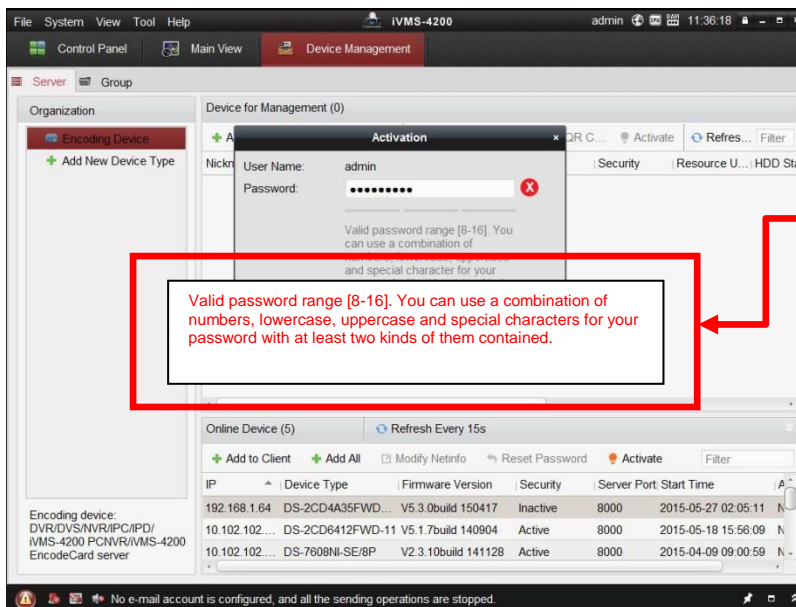 File System View Tool Help iVMS-4200 admin 11:36:18
Control Panel Main View Device Management
Server Group
Organization
Encoding Device
Add New Device Type
Encoding device:
DVR/DVS/NVR/IPC/IPD/
iVMS-4200 PCNVR/iVMS-4200
EncodeCard server
Device for Management (0)
QR C... Activate Refres... Filter
Security Resource U... HDD Sta
Activation
User Name: admin
Password: •••••••••
Valid password range [8-16]. You
can use a combination of
numbers, lowercase, uppercase
and special character for your
Valid password range [8-16]. You can use a combination of
numbers, lowercase, uppercase and special characters for your
password with at least two kinds of them contained.
Online Device (5) Refresh Every 15s
Add to Client Add All Modify Netinfo Reset Password Activate Filter
IP Device Type Firmware Version Security Server Port Start Time
192.168.1.64 DS-2CD4A35FWD... V5.3.0build 150417 Inactive 8000 2015-05-27 02:05:11
10.102.102.... DS-2CD6412FWD-11 V5.1.7build 140904 Active 8000 2015-05-18 15:56:09
10.102.102.... DS-7608NI-SE/8P V2.3.10build 141128 Active 8000 2015-04-09 09:00:59
No e-mail account is configured, and all the sending operations are stopped.